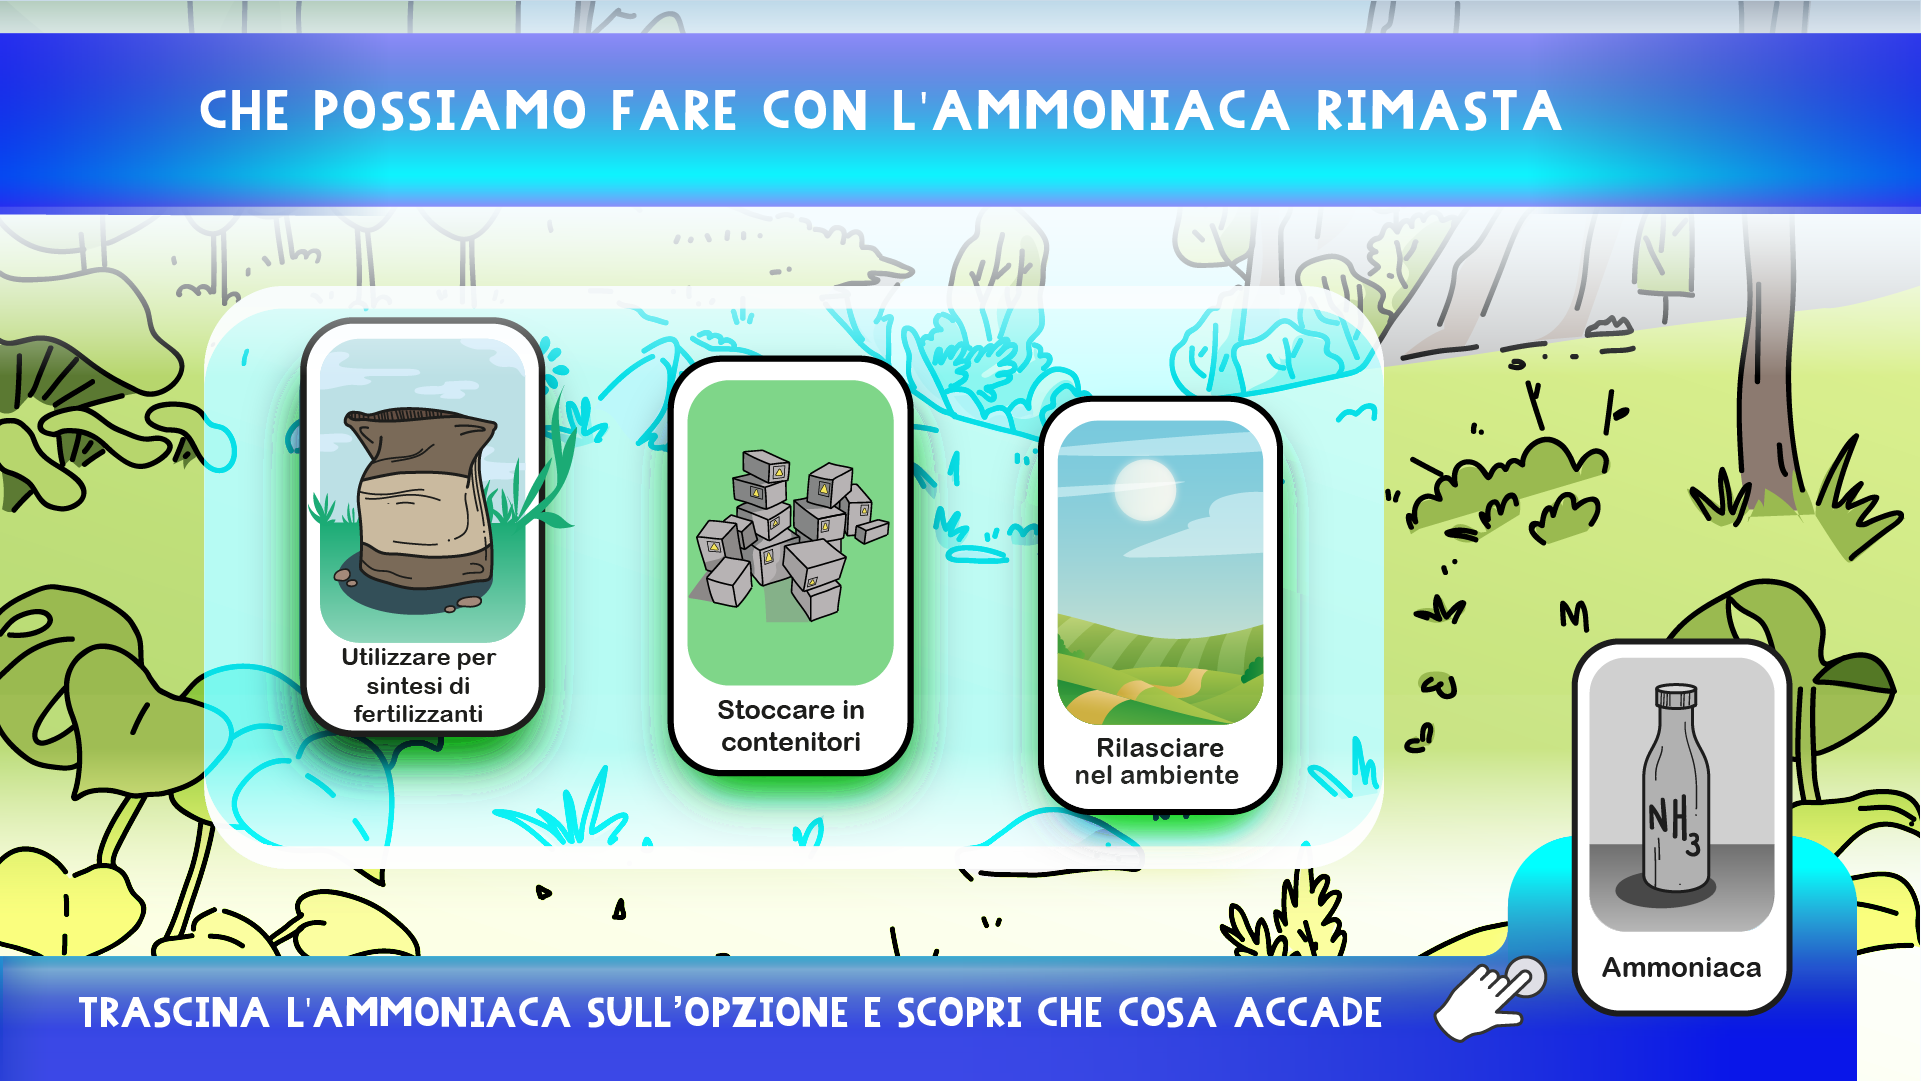 CHE POSSIAMO FARE CON L'AMMONIACA RIMASTA
Utilizzare per
sintesi di
fertilizzanti
Stoccare in
contenitori
Rilasciare
nel ambiente
NH3
Ammoniaca
TRASCINA L'AMMONIACA SULL'OPZIONE E SCOPRI CHE COSA ACCADE